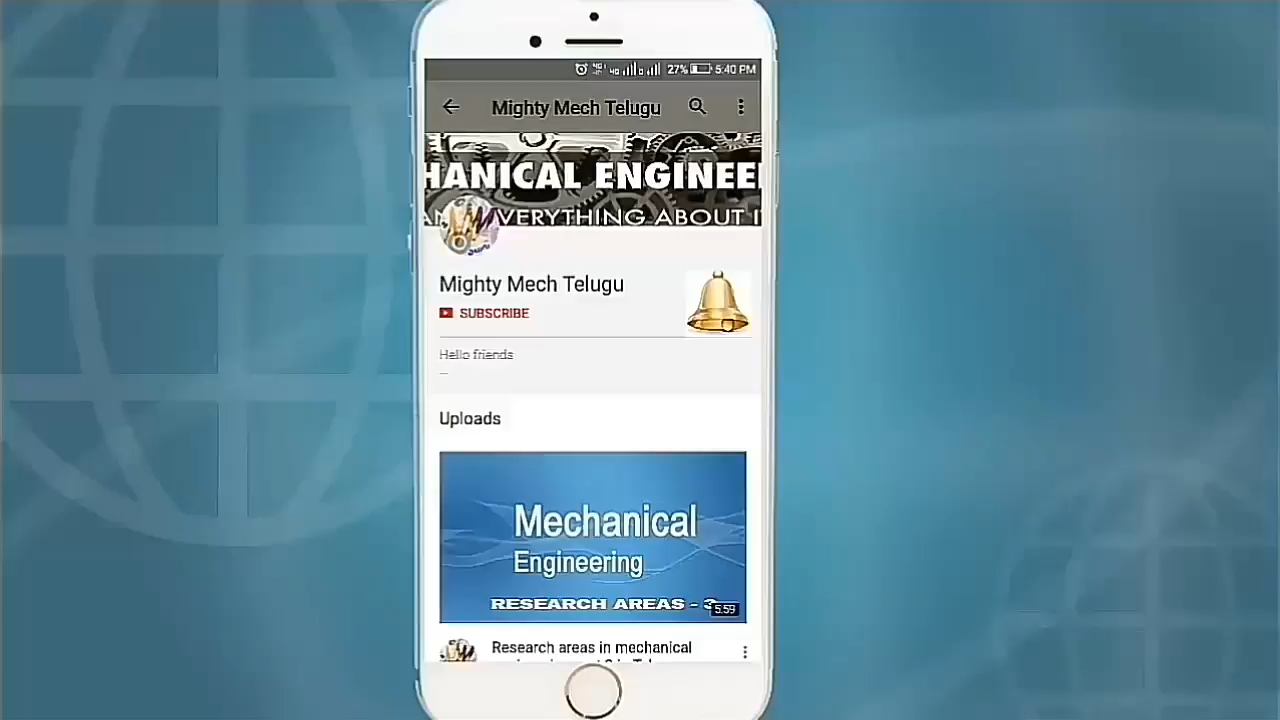 27% 5:40 PM
Mighty Mech Telugu
HANICAL ENGINEE
VERYTHING ABOUT I
Mighty Mech Telugu
SUBSCRIBE
Hello friends
Uploads
Mechanical
Engineering
RESEARCH AREAS - 3
5:59
Research areas in mechanical